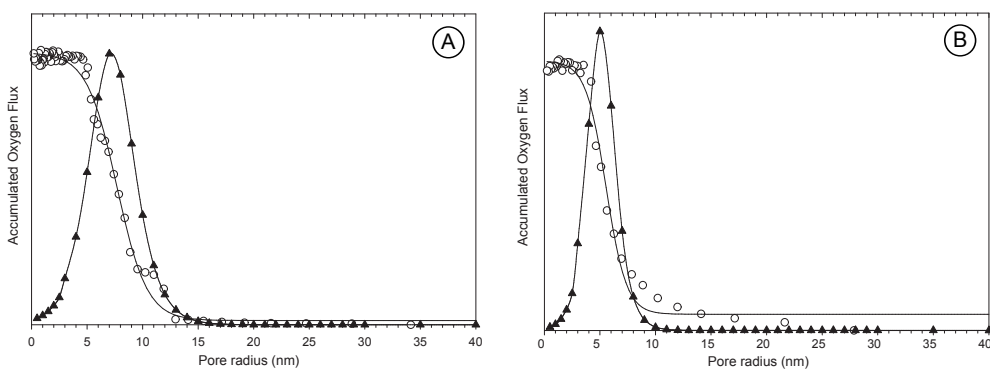 A
Accumulated Oxygen Flux
0 5 10 15 20 25 30 35 40
Pore radius (nm)
B
Accumulated Oxygen Flux
0 5 10 15 20 25 30 35 40
Pore radius (nm)